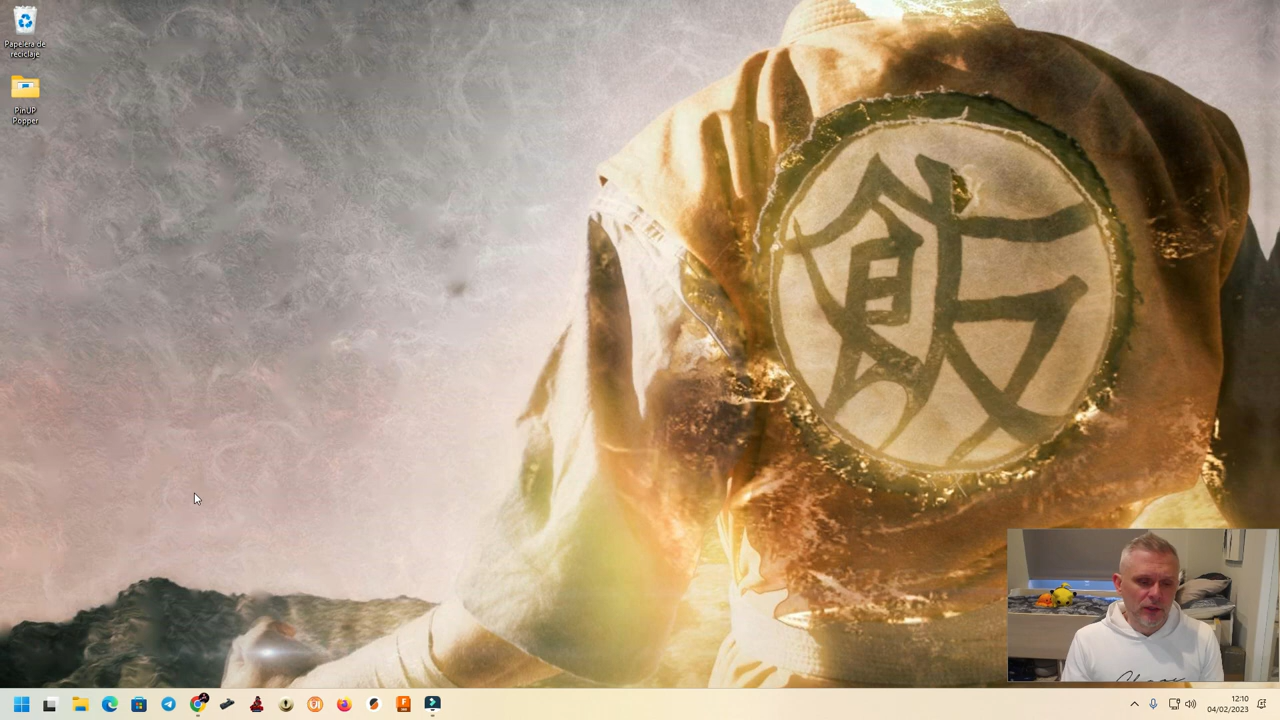 Papelera de
reciclaje
PinUP
Popper
飯
12:10
04/02/2023